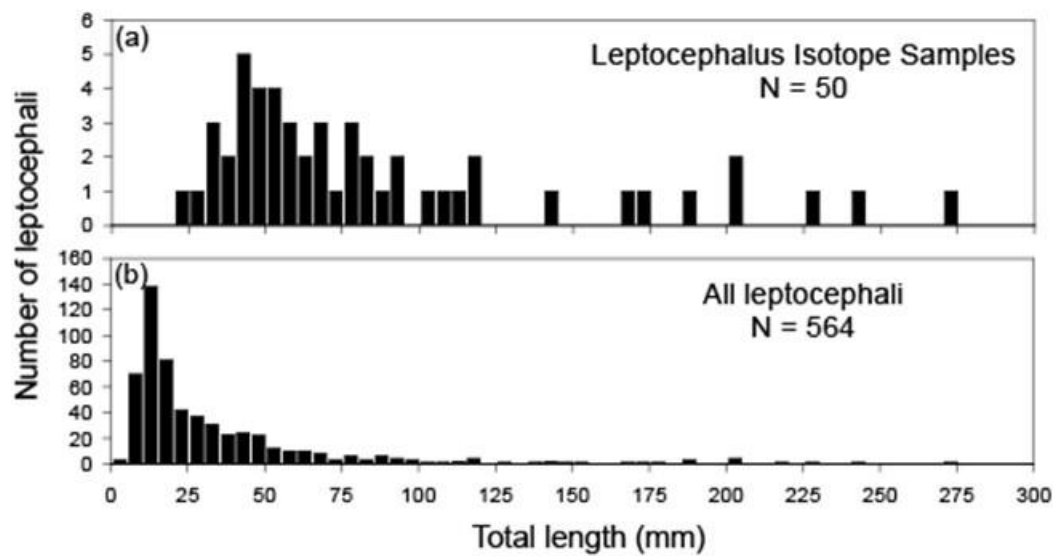 Number of leptocephali
(a)
Leptocephalus Isotope Samples
N = 50
6
5
4
3
2
1
0
(b)
All leptocephali
N = 564
160
140
120
100
80
60
40
20
0
0 25 50 75 100 125 150 175 200 225 250 275 300
Total length (mm)